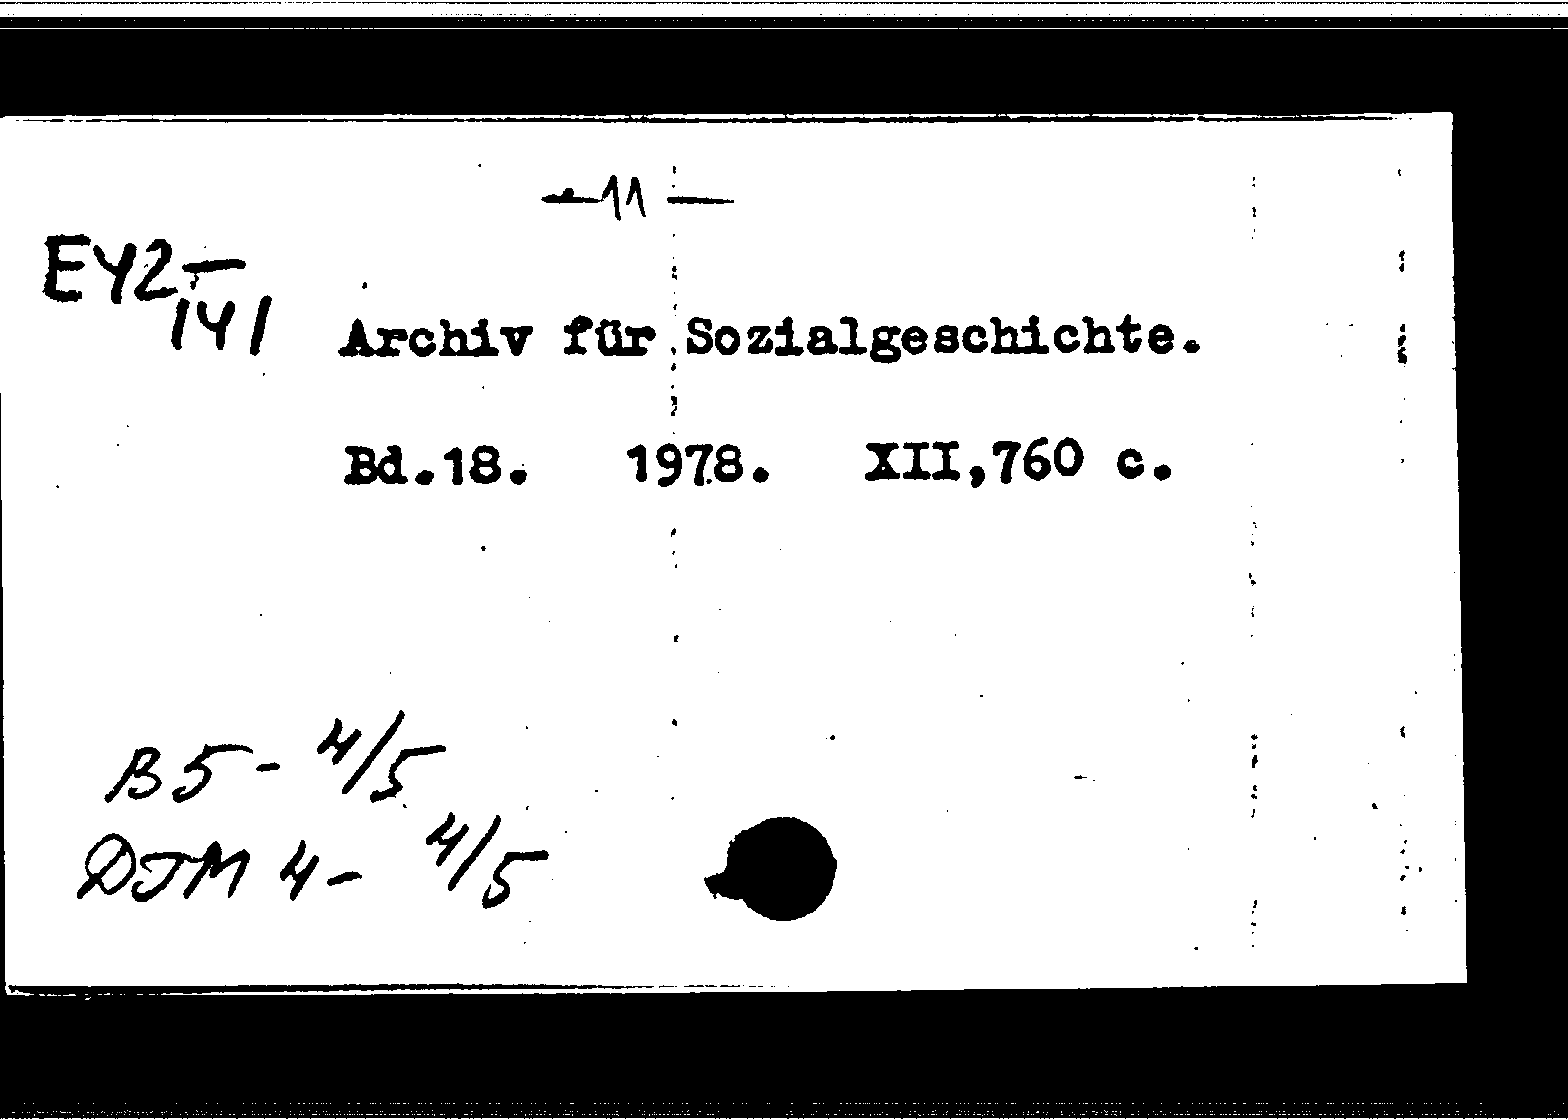 — 11 —
EY2-
141
Archiv für Sozialgeschichte.
Bd.18. 1978. XII,760 c.
B5- 4/5
DJM 4- 4/5